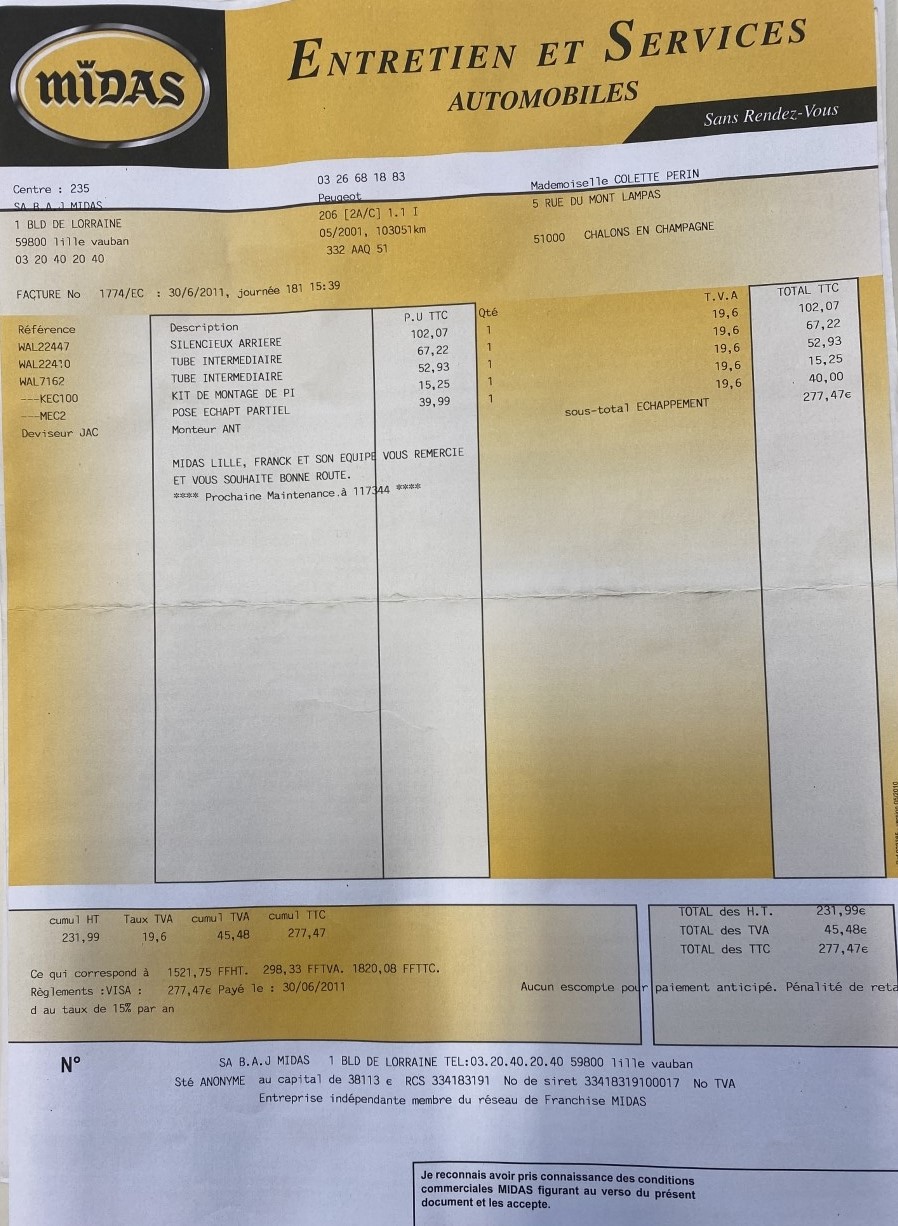 MIDAS
ENTRETIEN ET SERVICES
AUTOMOBILES
Sans Rendez-Vous
Centre : 235
SA B.A.J MIDAS
1 BLD DE LORRAINE
59800 lille vauban
03 20 40 20 40
03 26 68 18 83
Peugeot
206 [2A/C] 1.1 I
05/2001, 103051km
332 AAQ 51
Mademoiselle COLETTE PERIN
5 RUE DU MONT LAMPAS
51000 CHALONS EN CHAMPAGNE
FACTURE No 1774/EC : 30/6/2011, journée 181 15:39
Référence Description P.U TTC Qté T.V.A TOTAL TTC
WAL22447 SILENCIEUX ARRIERE 102,07 1 19,6 102,07
WAL22410 TUBE INTERMEDIAIRE 67,22 1 19,6 67,22
WAL7162 TUBE INTERMEDIAIRE 52,93 1 19,6 52,93
---KEC100 KIT DE MONTAGE DE PI 15,25 1 19,6 15,25
---MEC2 POSE ECHAPT PARTIEL 39,99 1 19,6 40,00
Deviseur JAC Monteur ANT sous-total ECHAPPEMENT 277,47€
MIDAS LILLE, FRANCK ET SON EQUIPE VOUS REMERCIE
ET VOUS SOUHAITE BONNE ROUTE.
**** Prochaine Maintenance.à 117344 ****
cumul HT Taux TVA cumul TVA cumul TTC
231,99 19,6 45,48 277,47
Ce qui correspond à 1521,75 FFHT. 298,33 FFTVA. 1820,08 FFTTC.
Règlements :VISA : 277,47€ Payé le : 30/06/2011
TOTAL des H.T. 231,99€
TOTAL des TVA 45,48€
TOTAL des TTC 277,47€
Aucun escompte pour paiement anticipé. Pénalité de reta
d au taux de 15% par an
N°
SA B.A.J MIDAS 1 BLD DE LORRAINE TEL:03.20.40.20.40 59800 lille vauban
Sté ANONYME au capital de 38113 € RCS 334183191 No de siret 33418319100017 No TVA
Entreprise indépendante membre du réseau de Franchise MIDAS
Je reconnais avoir pris connaissance des conditions
commerciales MIDAS figurant au verso du présent
document et les accepte.